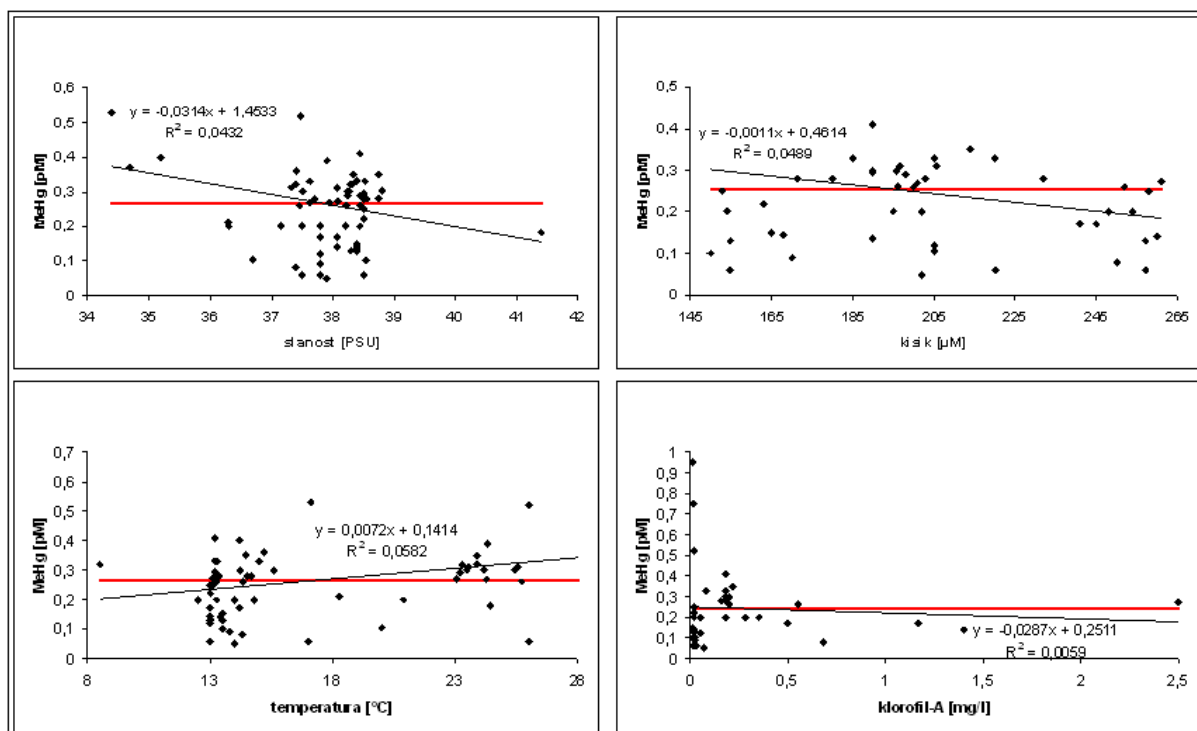 0,6
0,5
0,4
0,3
0,2
0,1
0
MeHg [pM]
y = -0,0314x + 1,4533
R² = 0,0432
34 35 36 37 38 39 40 41 42
slanost [PSU]
0,5
0,4
0,3
0,2
0,1
0
MeHg [pM]
y = -0,0011x + 0,4614
R² = 0,0489
145 165 185 205 225 245 265
kisik [µM]
0,7
0,6
0,5
0,4
0,3
0,2
0,1
0
MeHg [pM]
y = 0,0072x + 0,1414
R² = 0,0582
8 13 18 23 28
temperatura [°C]
1
0,9
0,8
0,7
0,6
0,5
0,4
0,3
0,2
0,1
0
MeHg [pM]
y = -0,0287x + 0,2511
R² = 0,0059
0 0,5 1 1,5 2 2,5
klorofil-A [mg/l]